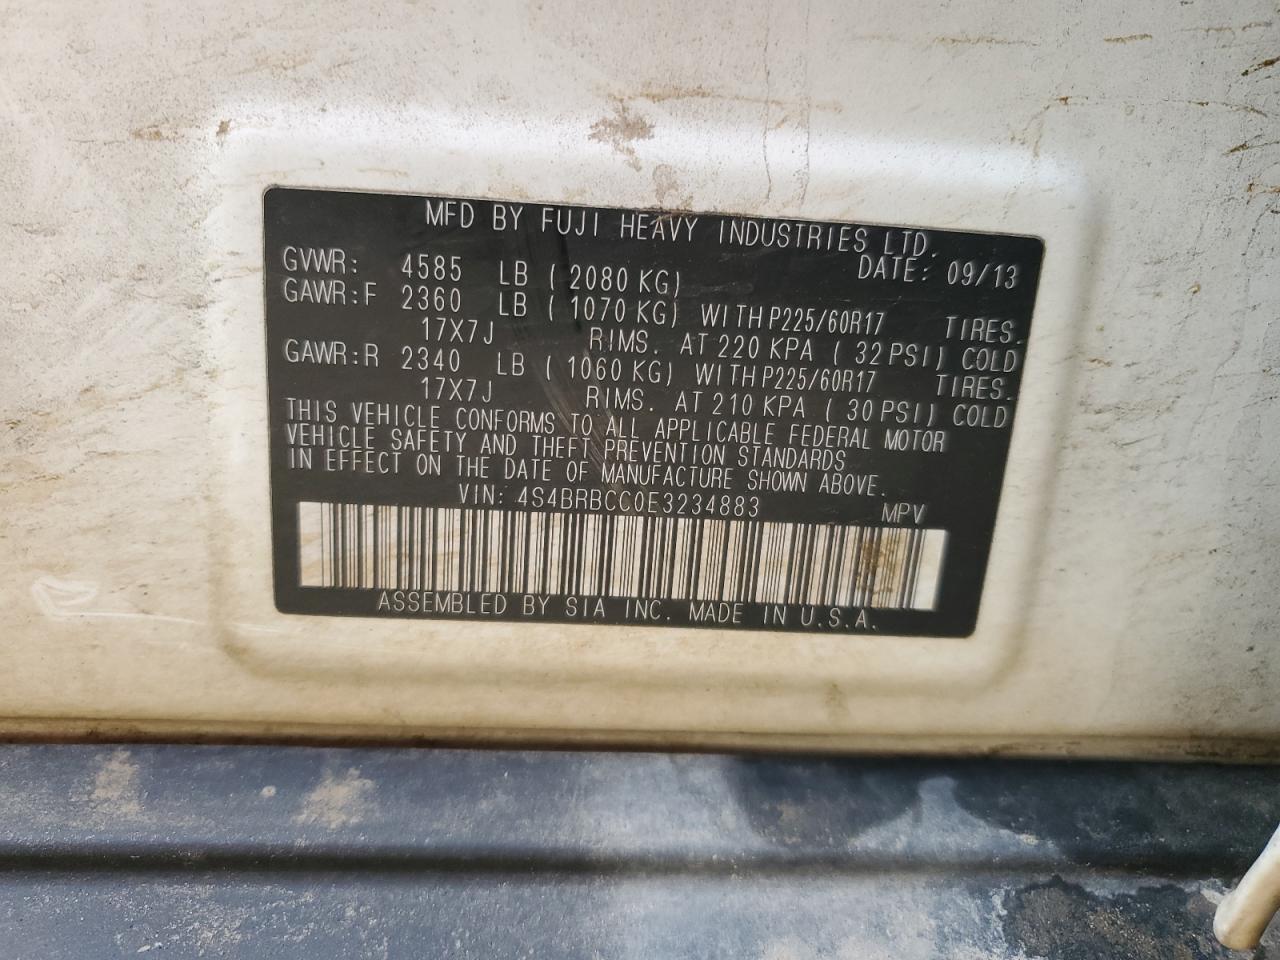 MFD BY FUJI HEAVY INDUSTRIES LTD.
DATE: 09/13
GVWR: 4585 LB ( 2080 KG)
GAWR:F 2360 LB ( 1070 KG) WITH P225/60R17 TIRES.
17X7J RIMS. AT 220 KPA ( 32 PSI) COLD
GAWR:R 2340 LB ( 1060 KG) WITH P225/60R17 TIRES.
17X7J RIMS. AT 210 KPA ( 30 PSI) COLD
THIS VEHICLE CONFORMS TO ALL APPLICABLE FEDERAL MOTOR
VEHICLE SAFETY AND THEFT PREVENTION STANDARDS
IN EFFECT ON THE DATE OF MANUFACTURE SHOWN ABOVE.
VIN: 4S4BRBCC0E3234883 MPV
ASSEMBLED BY SIA INC. MADE IN U.S.A.